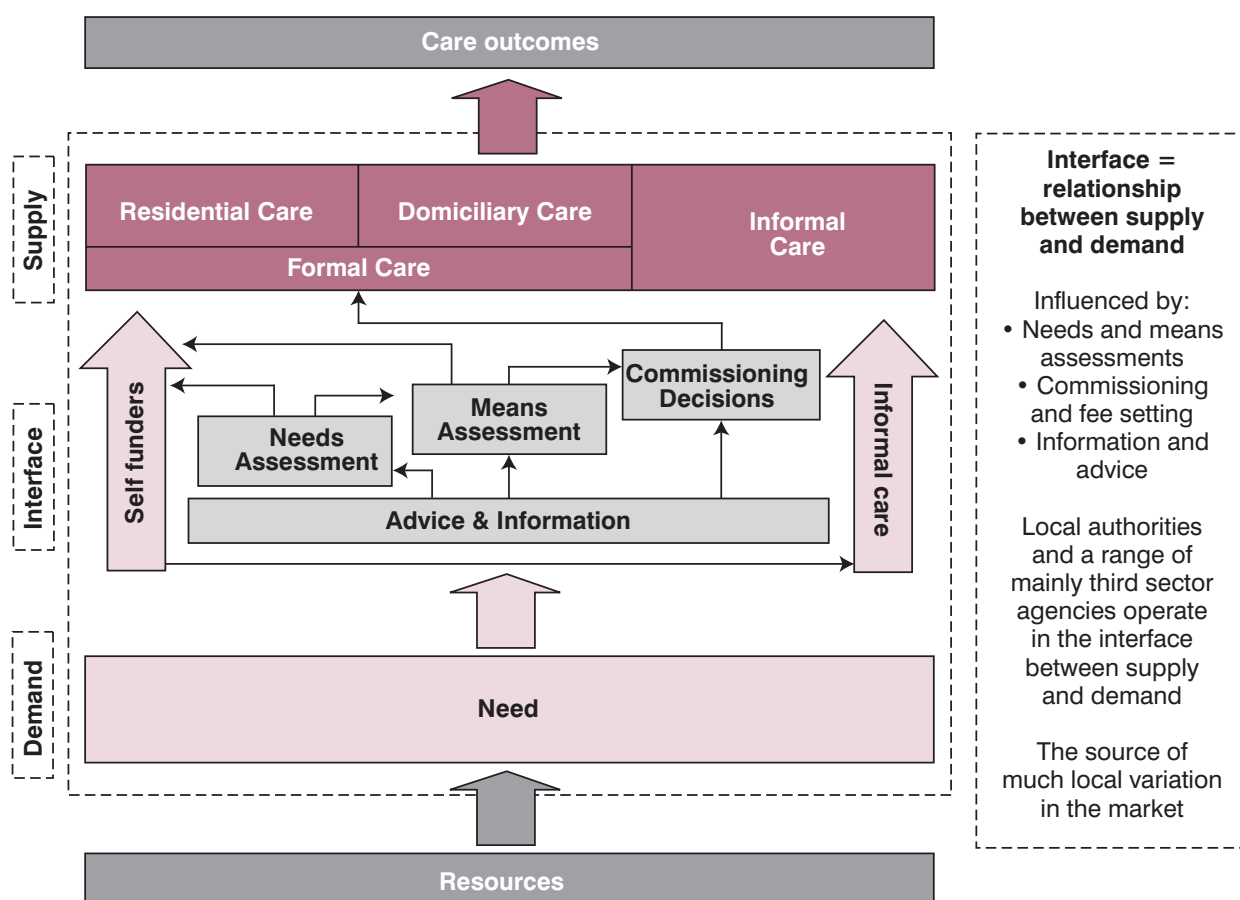 Care outcomes
Supply
Residential Care
Domiciliary Care
Informal
Care
Formal Care
Interface
Self funders
Needs
Assessment
Means
Assessment
Commissioning
Decisions
Informal care
Advice & Information
Demand
Need
Resources
Interface =
relationship
between supply
and demand
Influenced by:
• Needs and means
assessments
• Commissioning
and fee setting
• Information and
advice
Local authorities
and a range of
mainly third sector
agencies operate
in the interface
between supply
and demand
The source of
much local variation
in the market